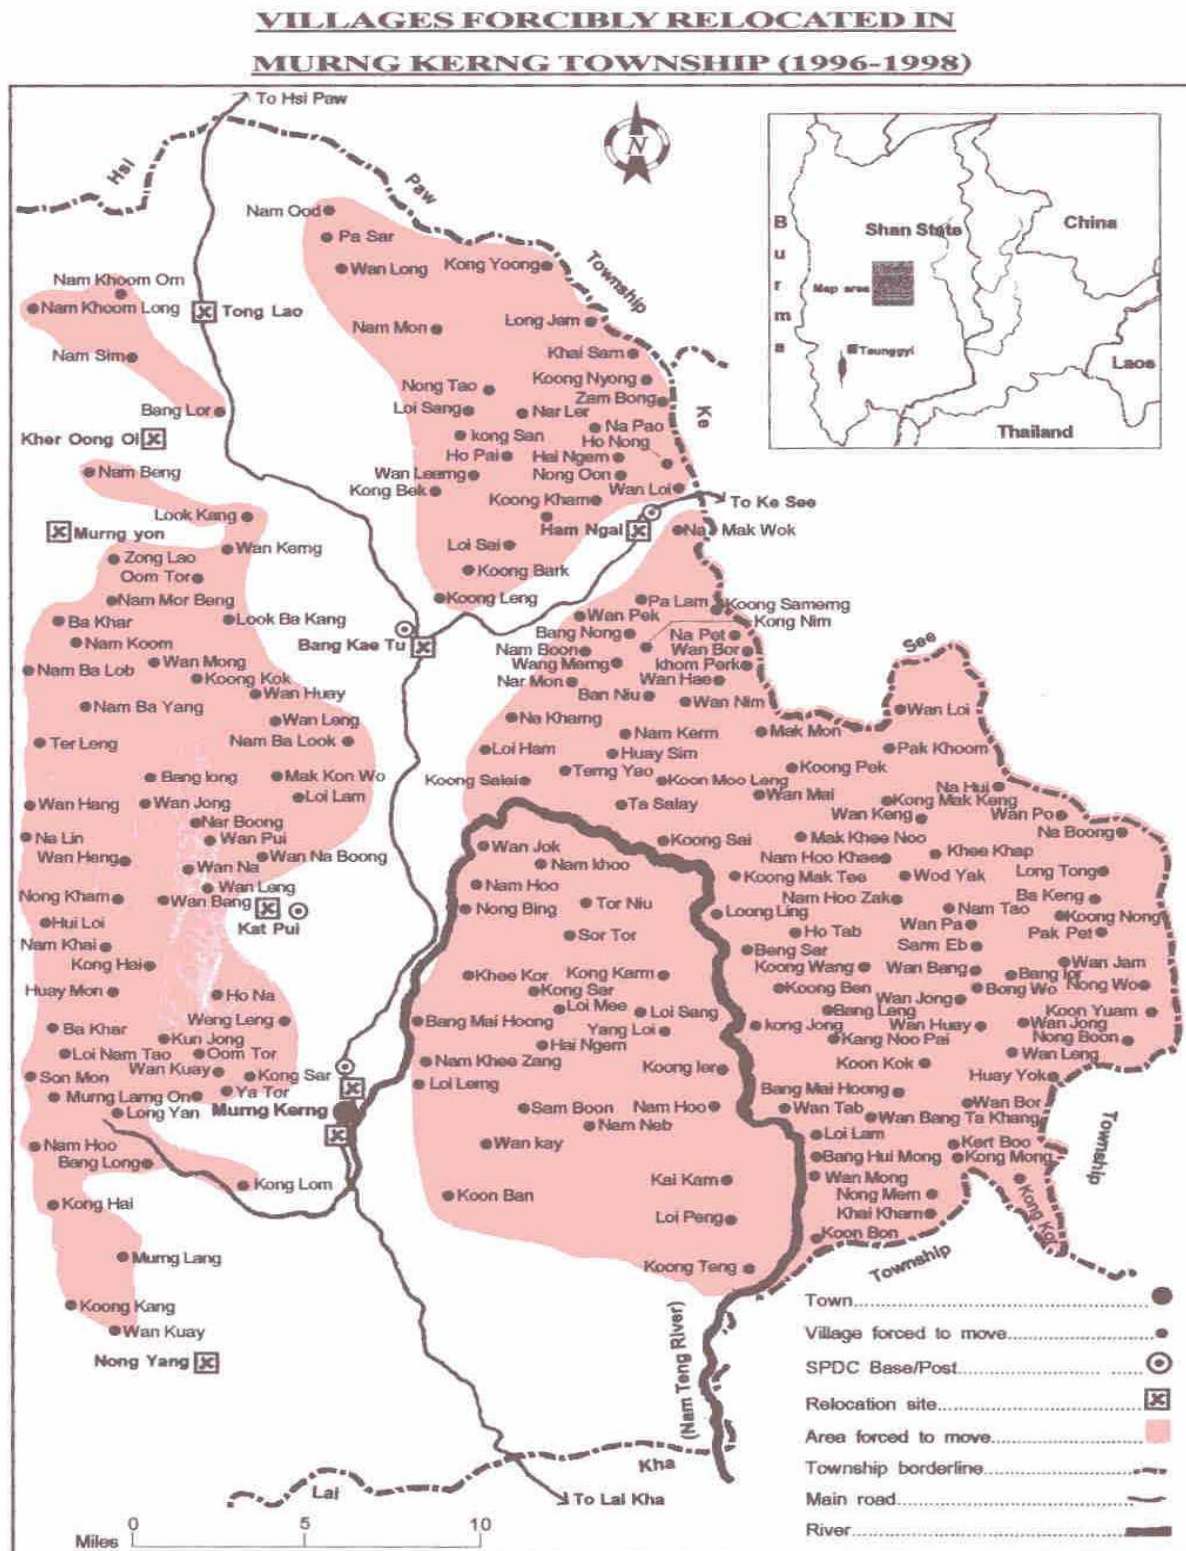 VILLAGES FORCIBLY RELOCATED IN
MURNG KERNG TOWNSHIP (1996-1998)
To Hsi Paw
N
Hsi
Paw
Township
Ke
See
Township
Township
Kha
Lai
Burma
Shan State
China
Map area
Taunggyi
Laos
Thailand
Nam Ood
Pa Sar
Wan Long
Kong Yoong
Nam Khoom Om
Nam Khoom Long
Tong Lao
Nam Mon
Long Jam
Nam Sim
Khai Sam
Nong Tao
Koong Nyong
Zam Bong
Bang Lor
Loi Sang
Nar Ler
Na Pao
Kher Oong Oi
kong San
Ho Nong
Ho Pai
Hai Ngem
Nam Beng
Wan Leerng
Nong Oon
Kong Bek
Wan Loi
Koong Kham
To Ke See
Look Kang
Ham Ngai
Na
Mak Wok
Murng yon
Wan Kerng
Loi Sai
Zong Lao
Oom Tor
Koong Bark
Nam Mor Beng
Koong Leng
Pa Lam
Koong Samerng
Ba Khar
Look Ba Kang
Wan Pek
Kong Nim
Nam Koom
Bang Kae Tu
Bang Nong
Na Pet
Nam Boon
Wan Bor
Nam Ba Lob
Wan Mong
Wang Merng
khom Perk
Koong Kok
Nar Mon
Wan Hae
Wan Huay
Ban Niu
Wan Nim
Nam Ba Yang
Wan Leng
Na Kharng
Wan Loi
Ter Leng
Nam Ba Look
Nam Kerm
Mak Mon
Loi Ham
Huay Sim
Pak Khoom
Bang long
Mak Kon Wo
Koong Salai
Terng Yao
Koon Moo Leng
Koong Pek
Wan Hang
Wan Jong
Loi Lam
Ta Salay
Wan Mai
Kong Mak Keng
Na Hui
Nar Boong
Wan Keng
Wan Po
Na Lin
Wan Pui
Wan Jok
Koong Sai
Mak Khee Noo
Na Boong
Wan Heng
Wan Na
Wan Na Boong
Nam khoo
Nam Hoo Khae
Khee Khap
Wan Leng
Nam Hoo
Koong Mak Tee
Wod Yak
Long Tong
Nong Kham
Wan Bang
Nong Bing
Tor Niu
Loong Ling
Nam Hoo Zak
Nam Tao
Ba Keng
Hui Loi
Kat Pui
Ho Tab
Wan Pa
Koong Nong
Nam Khai
Sor Tor
Beng Sar
Sarm Eb
Pak Pet
Kong Hai
Khee Kor
Kong Karm
Koong Wang
Wan Bang
Wan Jam
Bang lor
Huay Mon
Ho Na
Kong Sar
Koong Ben
Wan Jong
Bong Wo
Nong Wo
Weng Leng
Loi Mee
Loi Sang
Bang Leng
Koon Yuam
Ba Khar
Bang Mai Hoong
Yang Loi
kong Jong
Wan Huay
Wan Jong
Kun Jong
Hai Ngem
Kang Noo Pai
Nong Boon
Loi Nam Tao
Oom Tor
Nam Khee Zang
Koong ler
Koon Kok
Wan Leng
Son Mon
Wan Kuay
Kong Sar
Loi Lerng
Huay Yok
Murng Larng On
Ya Tor
Bang Mai Hoong
Long Yan
Murng Kerng
Sam Boon
Nam Hoo
Wan Tab
Wan Bor
Nam Neb
Wan Bang Ta Khang
Nam Hoo
Wan kay
Loi Lam
Kert Boo
Bang Long
Bang Hui Mong
Kong Mong
Kong Lom
Kai Kam
Wan Mong
Kong Hai
Koon Ban
Nong Mem
Kong Koi
Loi Peng
Khai Kham
Koon Bon
Murng Lang
Koong Teng
Koong Kang
Wan Kuay
Nong Yang
(Nam Teng River)
To Lai Kha
Town
Village forced to move
SPDC Base/Post
Relocation site
Area forced to move
Township borderline
Main road
River
Miles 0 5 10